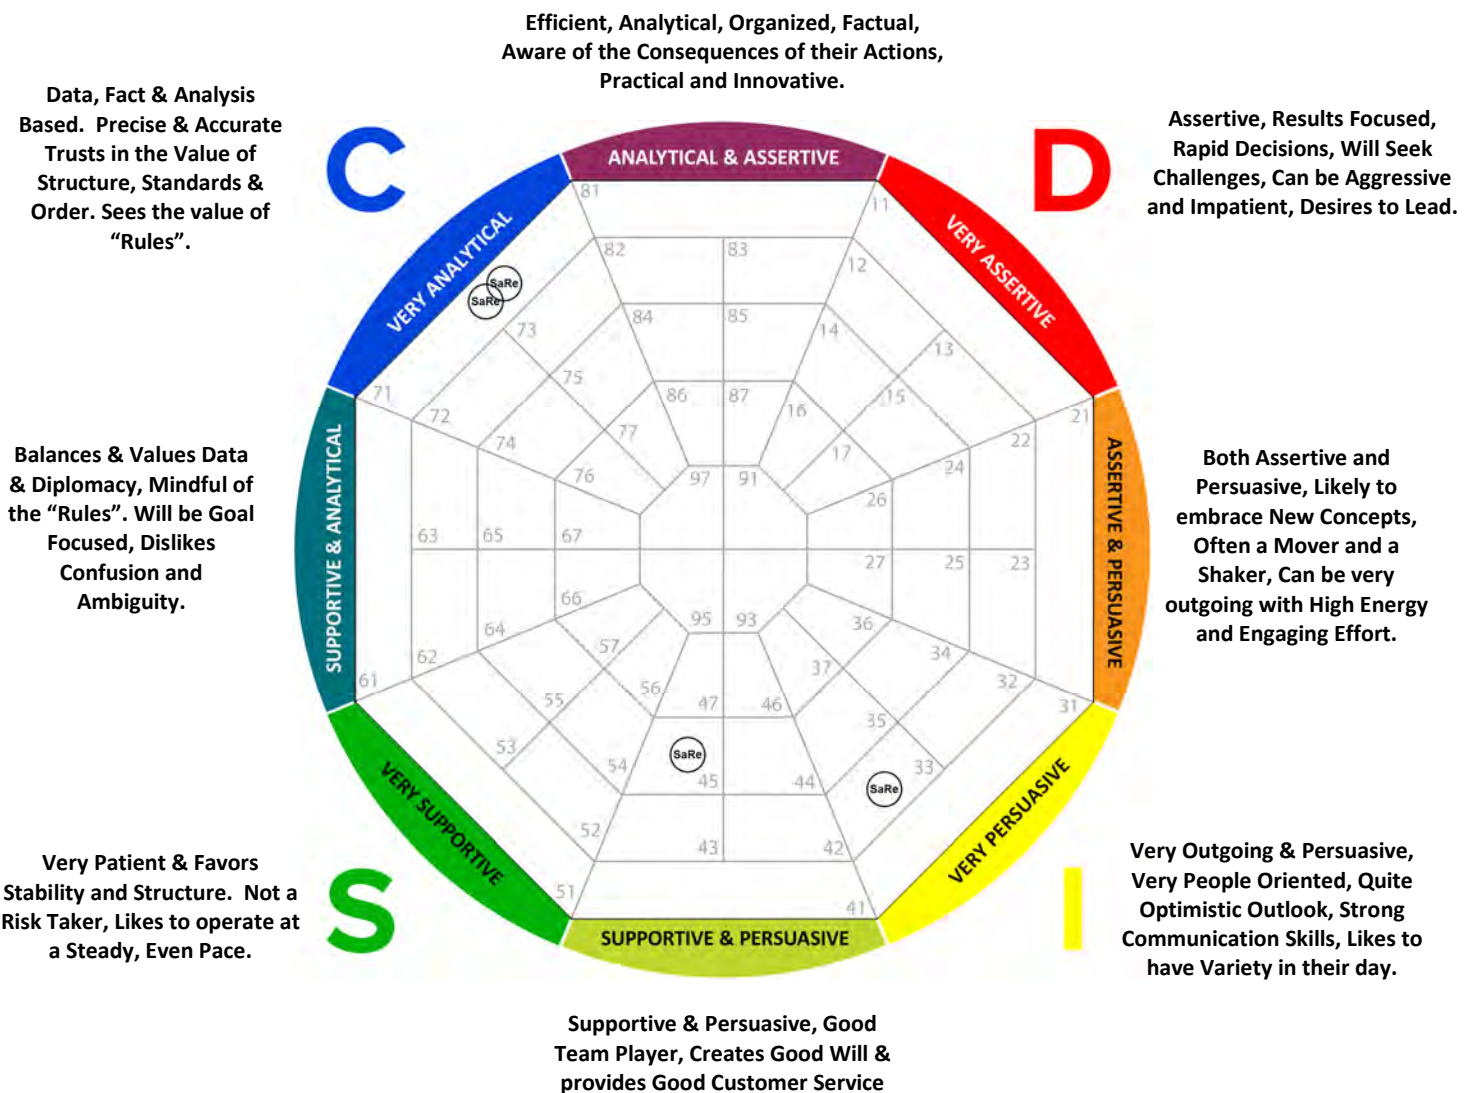 Efficient, Analytical, Organized, Factual,
Aware of the Consequences of their Actions,
Practical and Innovative.
Data, Fact & Analysis
Based.  Precise & Accurate
Trusts in the Value of
Structure, Standards &
Order. Sees the value of
“Rules”.
C
D
Assertive, Results Focused,
Rapid Decisions, Will Seek
Challenges, Can be Aggressive
and Impatient, Desires to Lead.
ANALYTICAL & ASSERTIVE
VERY ANALYTICAL
VERY ASSERTIVE
81
11
82
83
12
SaRe
SaRe
73
84
85
14
13
75
71
72
86
87
16
15
21
77
22
74
17
24
76
97
91
26
Balances & Values Data
& Diplomacy, Mindful of
the “Rules”. Will be Goal
Focused, Dislikes
Confusion and
Ambiguity.
SUPPORTIVE & ANALYTICAL
ASSERTIVE & PERSUASIVE
Both Assertive and
Persuasive, Likely to
embrace New Concepts,
Often a Mover and a
Shaker, Can be very
outgoing with High Energy
and Engaging Effort.
63
65
67
27
25
23
66
95
93
36
64
57
34
62
37
61
56
32
55
47
46
31
35
53
SaRe
54
45
44
33
SaRe
52
43
42
51
41
VERY SUPPORTIVE
VERY PERSUASIVE
SUPPORTIVE & PERSUASIVE
Very Patient & Favors
Stability and Structure.  Not a
Risk Taker, Likes to operate at
a Steady, Even Pace.
S
I
Very Outgoing & Persuasive,
Very People Oriented, Quite
Optimistic Outlook, Strong
Communication Skills, Likes to
have Variety in their day.
Supportive & Persuasive, Good
Team Player, Creates Good Will &
provides Good Customer Service